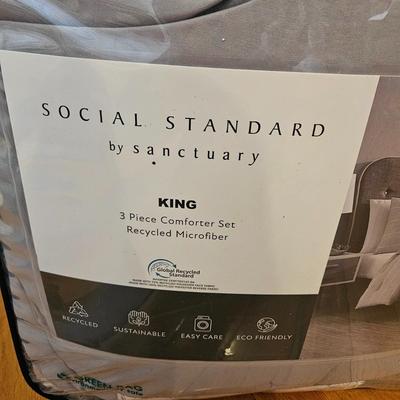 SOCIAL STANDARD
by sanctuary
KING
3 Piece Comforter Set
Recycled Microfiber
Global Recycled
Standard
RECYCLED
SUSTAINABLE
EASY CARE
ECO FRIENDLY